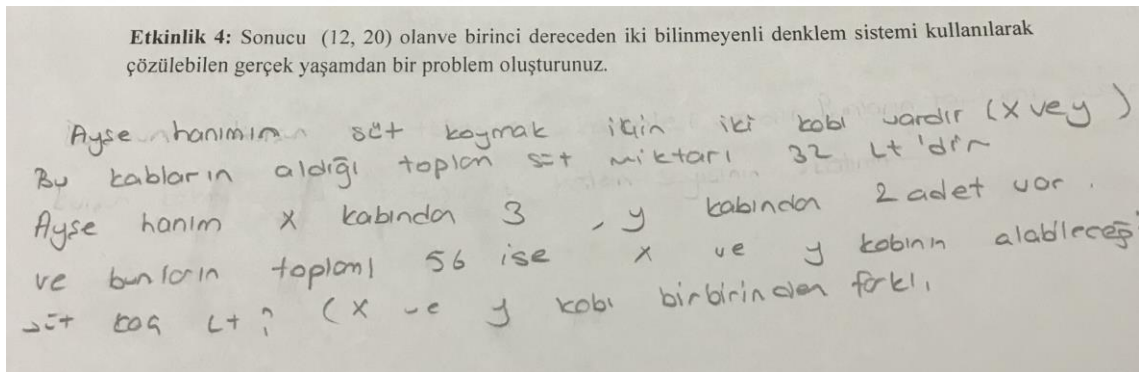 Etkinlik 4: Sonucu (12, 20) olanve birinci dereceden iki bilinmeyenli denklem sistemi kullanılarak
çözülebilen gerçek yaşamdan bir problem oluşturunuz.
Ayşe hanımın süt koymak için iki kabı vardır (x ve y)
Bu kabların aldığı toplan süt miktarı 32 Lt'dir
Ayşe hanım x kabından 3 , y kabından 2 adet var.
ve bunların toplamı 56 ise x ve y kabının alabileceği
süt kaç Lt? (x ve y kabı birbirinden farklı,